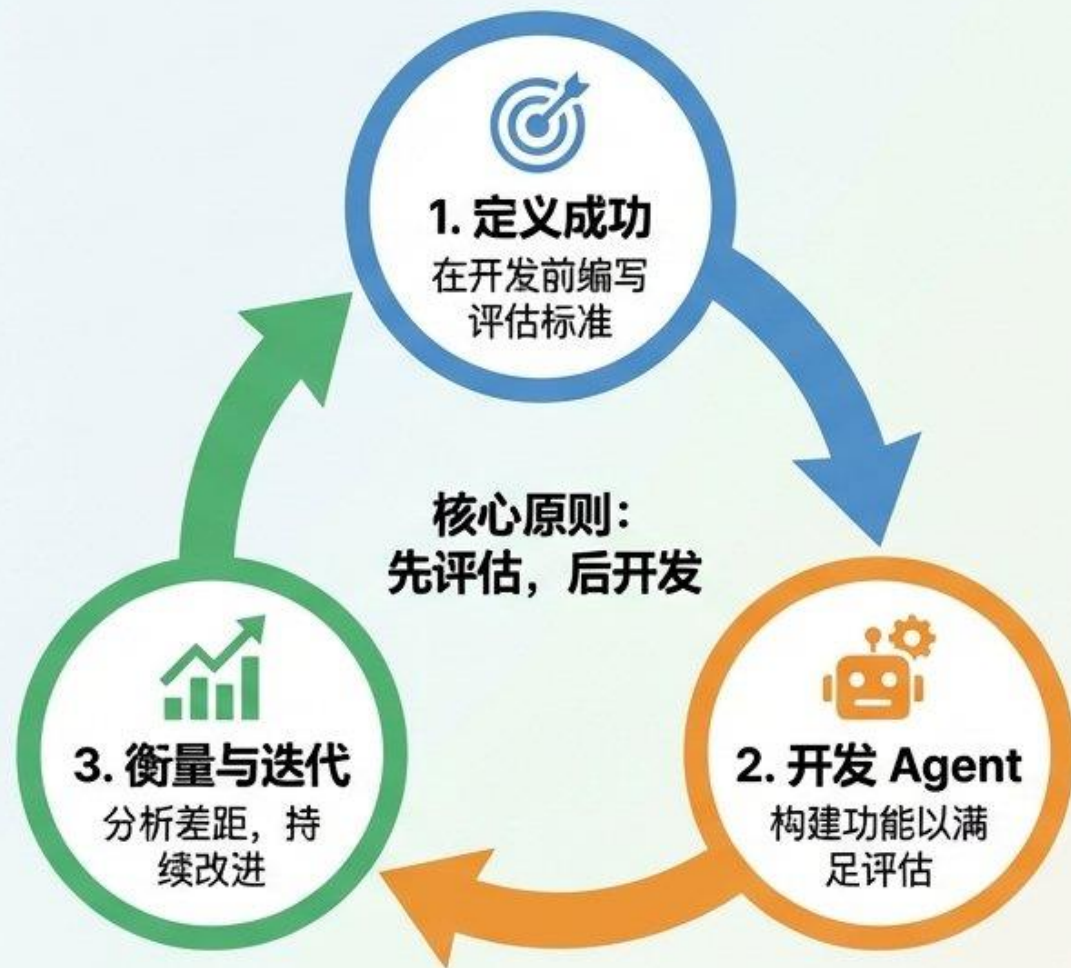 1. 定义成功
在开发前编写
评估标准
核心原则：
先评估，后开发
2. 开发 Agent
构建功能以满
足评估
3. 衡量与迭代
分析差距，持
续改进